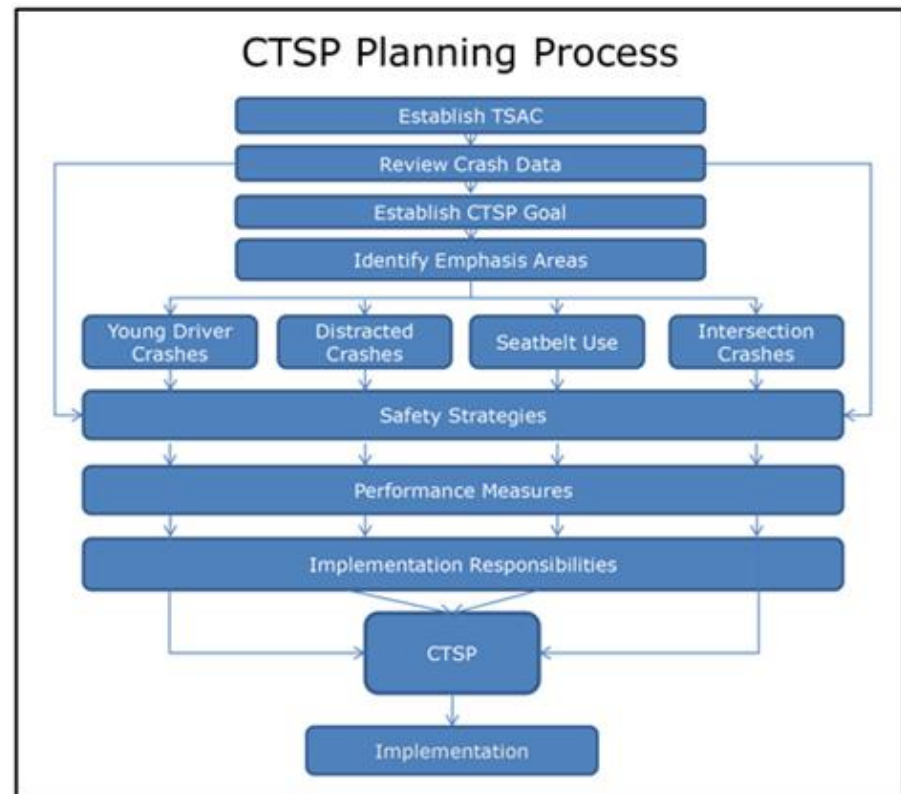 CTSP Planning Process
Establish TSAC
Review Crash Data
Establish CTSP Goal
Identify Emphasis Areas
Young Driver
Crashes
Distracted
Crashes
Seatbelt Use
Intersection
Crashes
Safety Strategies
Performance Measures
Implementation Responsibilities
CTSP
Implementation